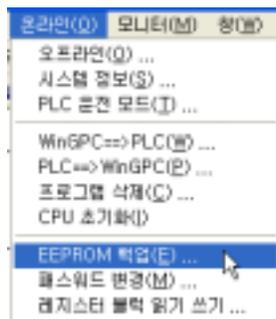 온라인(O) 모니터(M) 창(W)
오프라인(O) ...
시스템 정보(S) ...
PLC 운전 모드(T) ...
WinGPC==>PLC(W) ...
PLC==>WinGPC(P) ...
프로그램 삭제(C) ...
CPU 초기화(I)
EEPROM 백업(E) ...
패스워드 변경(M) ...
레지스터 블럭 읽기 쓰기 ...